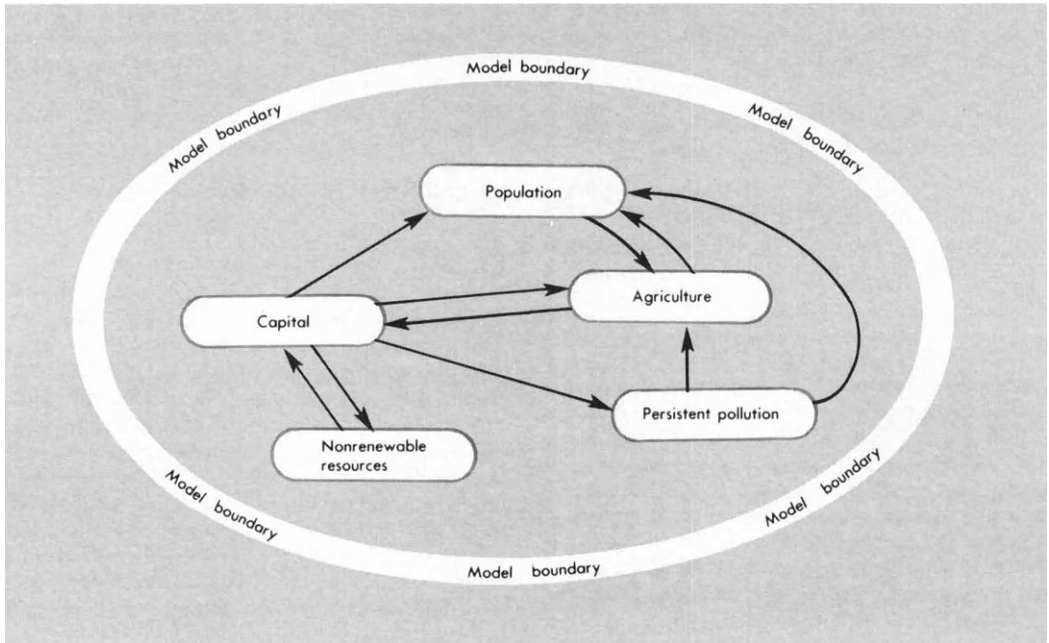 Model boundary
Model boundary
Model boundary
Population
Agriculture
Capital
Persistent pollution
Nonrenewable
resources
Model boundary
Model boundary
Model boundary